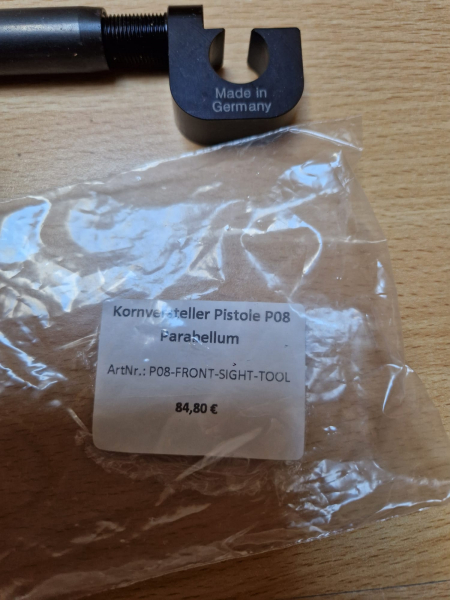 Made in
Germany
Kornversteller Pistole P08
Parabellum
ArtNr.: P08-FRONT-SIGHT-TOOL
84,80 €